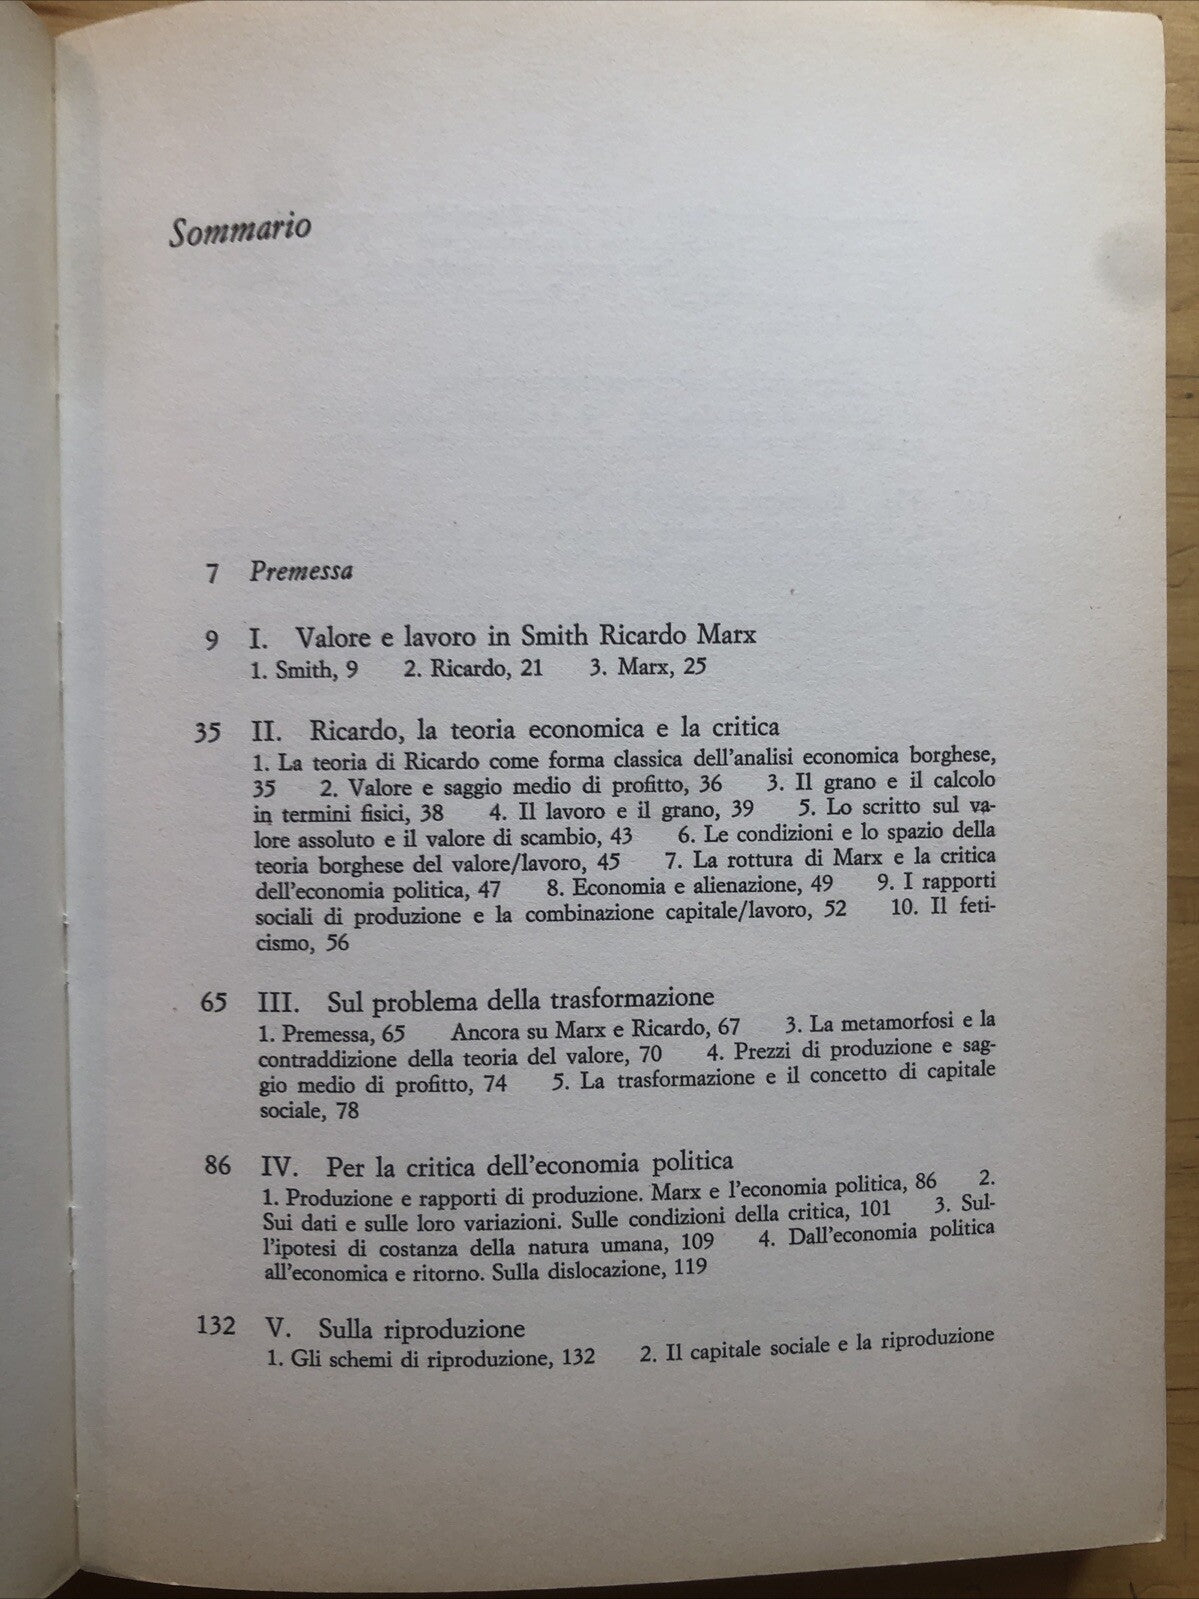 Sommario
7 Premessa
9 I. Valore e lavoro in Smith Ricardo Marx
1. Smith, 9 2. Ricardo, 21 3. Marx, 25
35 II. Ricardo, la teoria economica e la critica
1. La teoria di Ricardo come forma classica dell'analisi economica borghese,
35 2. Valore e saggio medio di profitto, 36 3. Il grano e il calcolo
in termini fisici, 38 4. Il lavoro e il grano, 39 5. Lo scritto sul va-
lore assoluto e il valore di scambio, 43 6. Le condizioni e lo spazio della
teoria borghese del valore/lavoro, 45 7. La rottura di Marx e la critica
dell'economia politica, 47 8. Economia e alienazione, 49 9. I rapporti
sociali di produzione e la combinazione capitale/lavoro, 52 10. Il feti-
cismo, 56
65 III. Sul problema della trasformazione
1. Premessa, 65 Ancora su Marx e Ricardo, 67 3. La metamorfosi e la
contraddizione della teoria del valore, 70 4. Prezzi di produzione e sag-
gio medio di profitto, 74 5. La trasformazione e il concetto di capitale
sociale, 78
86 IV. Per la critica dell'economia politica
1. Produzione e rapporti di produzione. Marx e l'economia politica, 86 2.
Sui dati e sulle loro variazioni. Sulle condizioni della critica, 101 3. Sul-
l'ipotesi di costanza della natura umana, 109 4. Dall'economia politica
all'economica e ritorno. Sulla dislocazione, 119
132 V. Sulla riproduzione
1. Gli schemi di riproduzione, 132 2. Il capitale sociale e la riproduzione